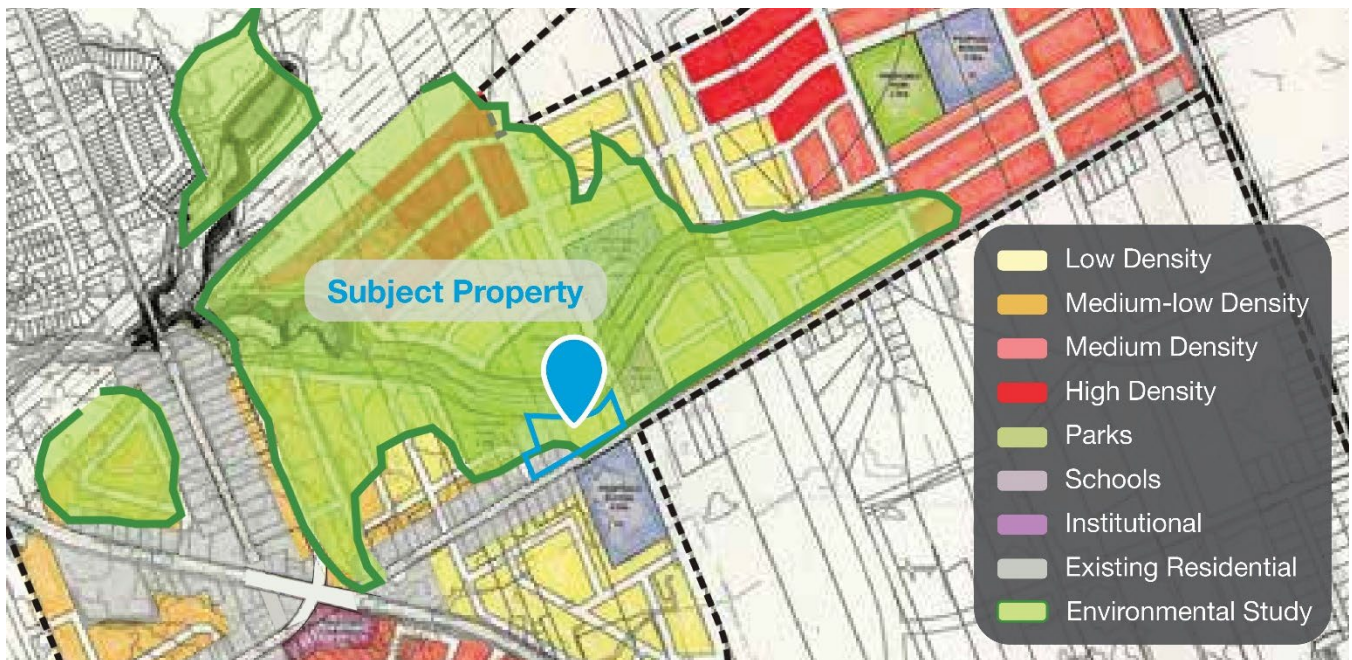 Subject Property
Low Density
Medium-low Density
Medium Density
High Density
Parks
Schools
Institutional
Existing Residential
Environmental Study